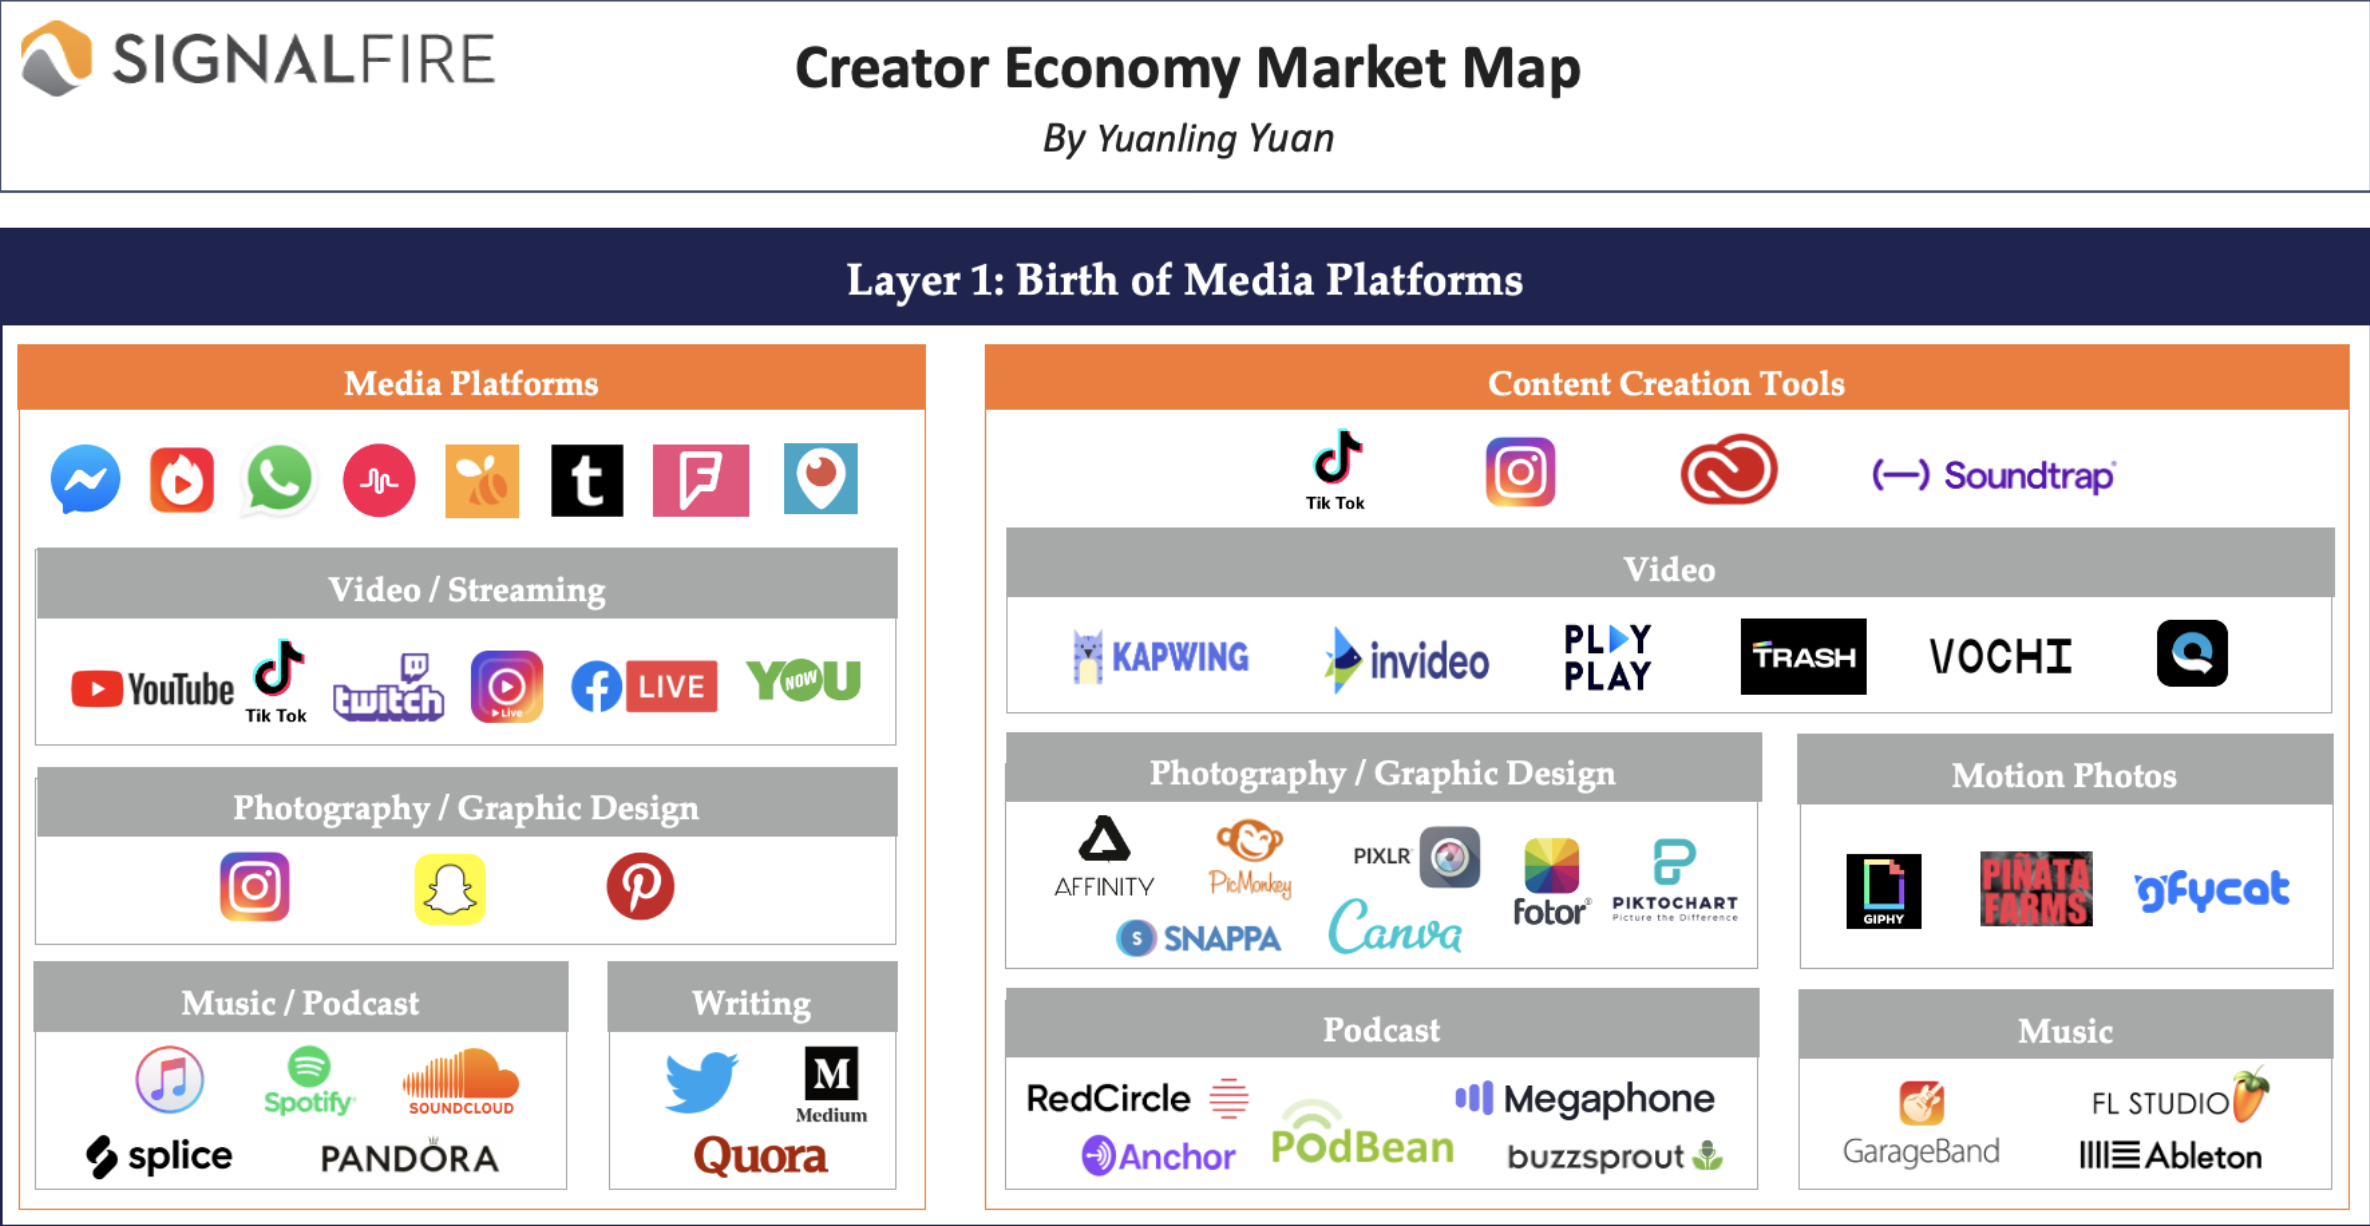 SIGNALFIRE
Creator Economy Market Map
By Yuanling Yuan
Layer 1: Birth of Media Platforms
Media Platforms
t
Video / Streaming
YouTube
Tik Tok
twitch
Live
f LIVE
YOU
NOW
Photography / Graphic Design
Music / Podcast
Spotify
SOUNDCLOUD
splice
PANDORA
Writing
M
Medium
Quora
Content Creation Tools
Tik Tok
Soundtrap
Video
KAPWING
invideo
PLAY
PLAY
TRASH
VOCHI
Photography / Graphic Design
AFFINITY
PicMonkey
PIXLR
fotor
PIKTOCHART
Picture the Difference
S SNAPPA
Canva
Motion Photos
GIPHY
PIÑATA
FARMS
gfycat
Podcast
RedCircle
Megaphone
Anchor
PodBean
buzzsprout
Music
GarageBand
FL STUDIO
Ableton